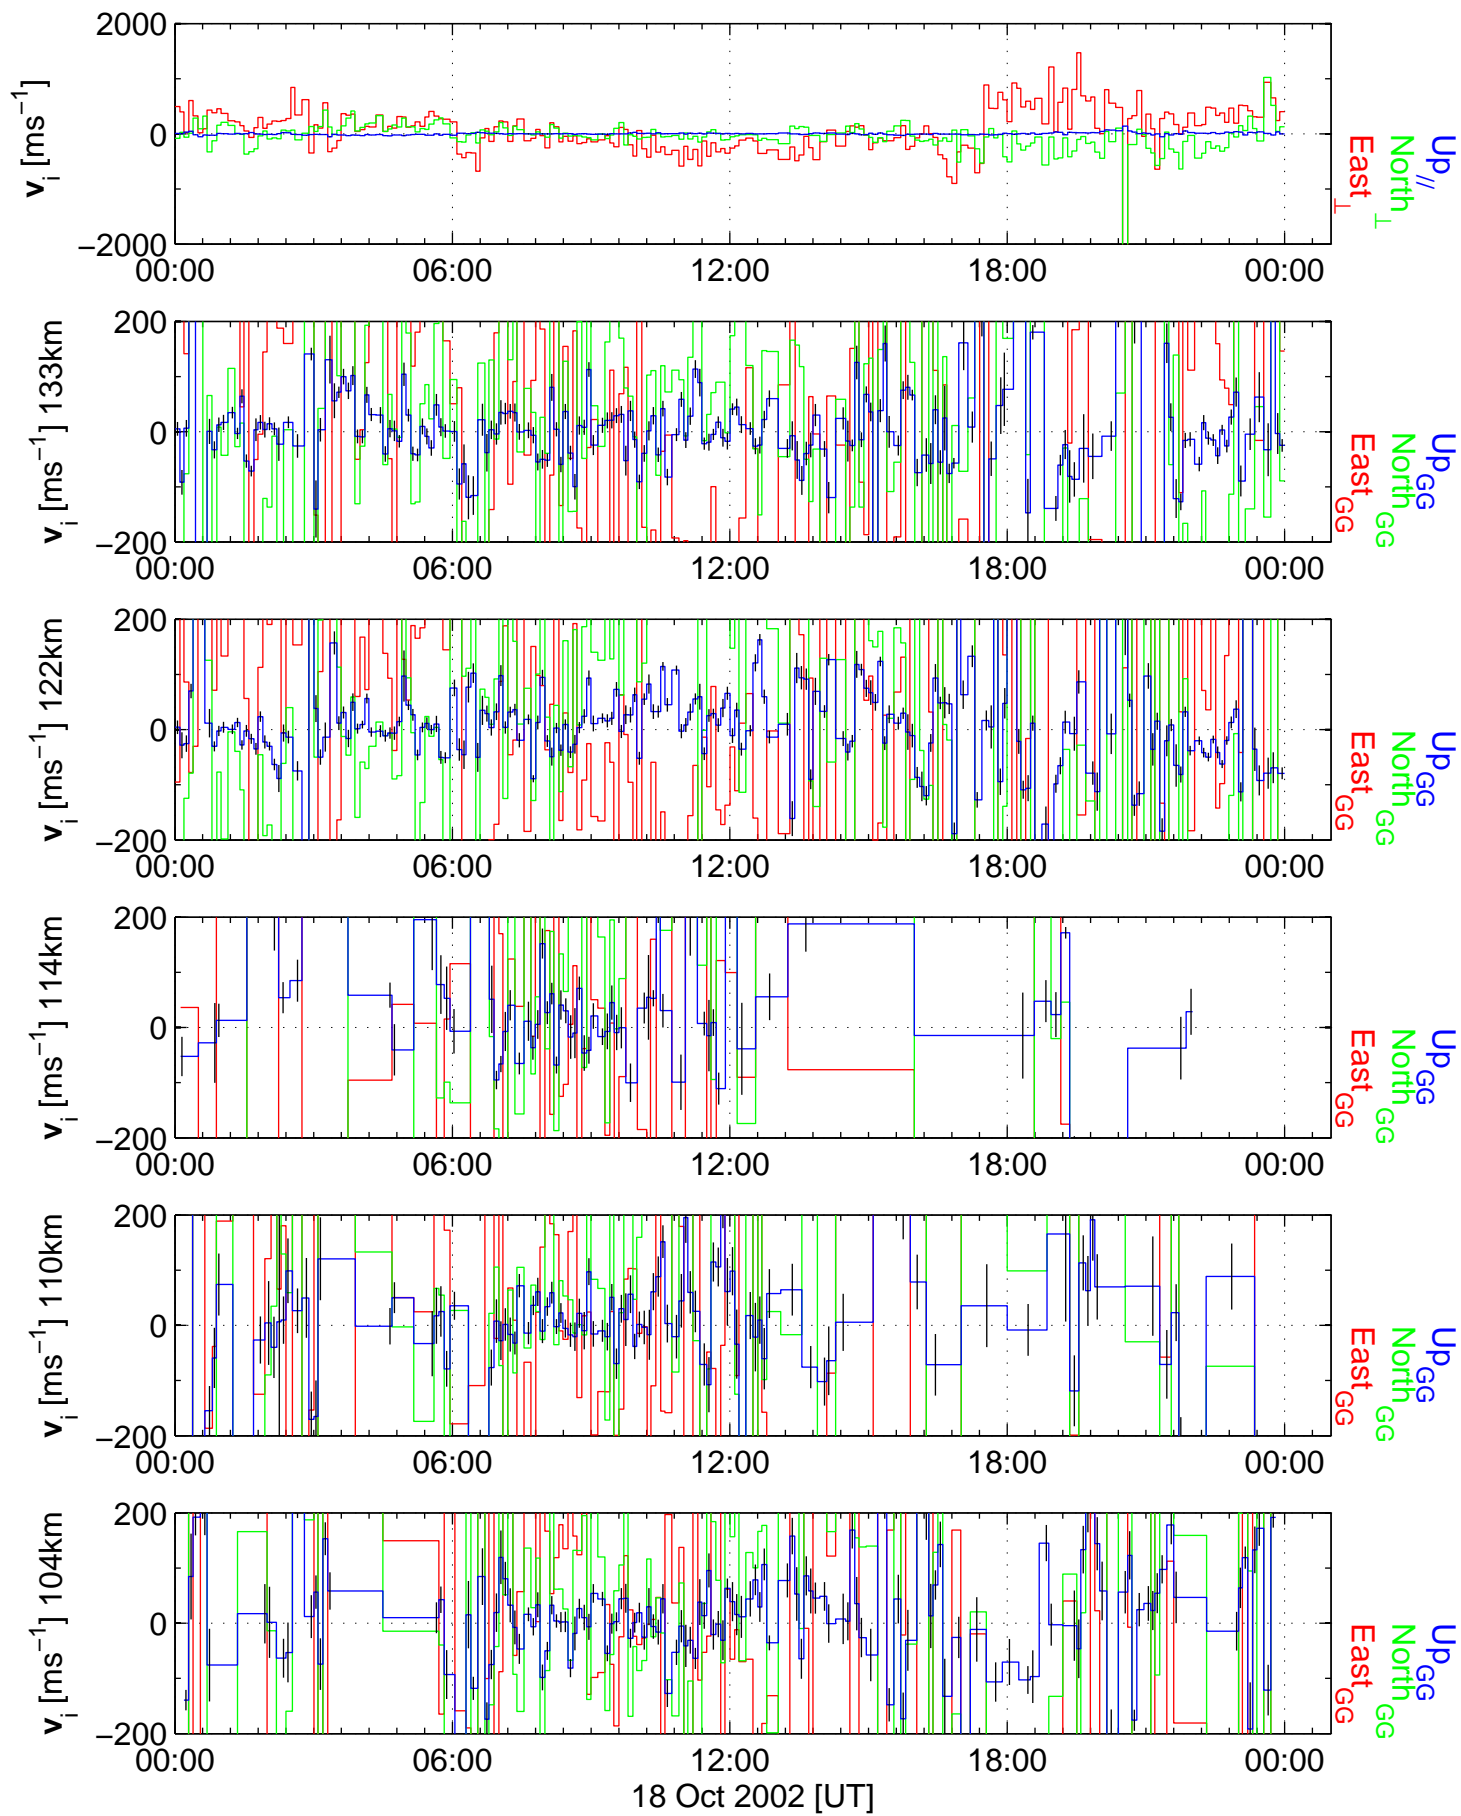 2000
0
−2000
v_i [ms⁻¹]
00:00 06:00 12:00 18:00 00:00
Up_//
North_⊥
East_⊥
200
0
−200
v_i [ms⁻¹] 133km
00:00 06:00 12:00 18:00 00:00
Up_GG
North_GG
East_GG
200
0
−200
v_i [ms⁻¹] 122km
00:00 06:00 12:00 18:00 00:00
Up_GG
North_GG
East_GG
200
0
−200
v_i [ms⁻¹] 114km
00:00 06:00 12:00 18:00 00:00
Up_GG
North_GG
East_GG
200
0
−200
v_i [ms⁻¹] 110km
00:00 06:00 12:00 18:00 00:00
Up_GG
North_GG
East_GG
200
0
−200
v_i [ms⁻¹] 104km
00:00 06:00 12:00 18:00 00:00
Up_GG
North_GG
East_GG
18 Oct 2002 [UT]